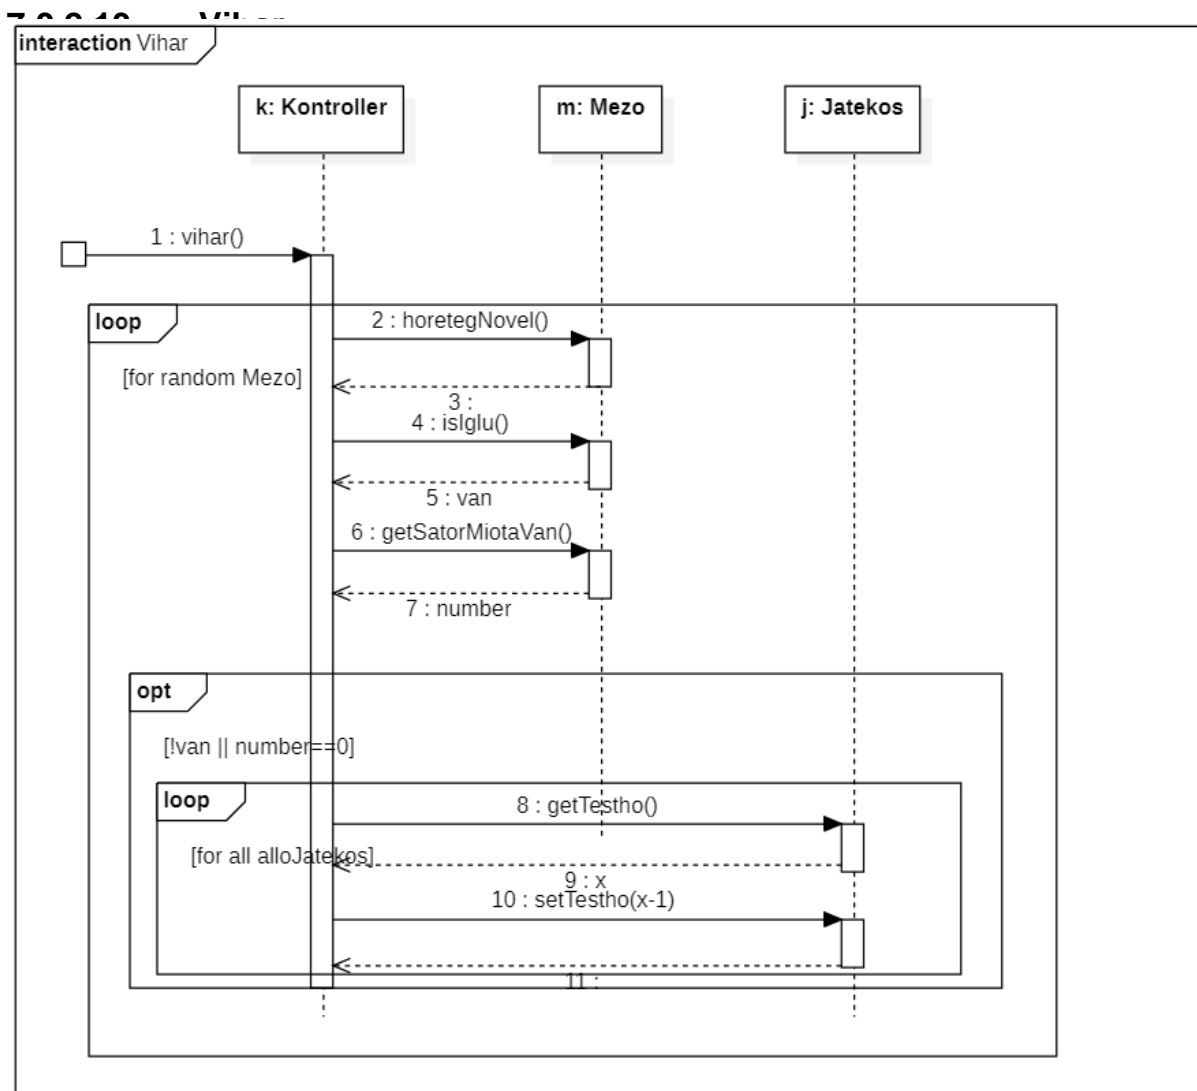 interaction Vihar
k: Kontroller
m: Mezo
j: Jatekos
1 : vihar()
loop
2 : horetegNovel()
[for random Mezo]
3 :
4 : isIglu()
5 : van
6 : getSatorMiotaVan()
7 : number
opt
[!van || number==0]
loop
8 : getTestho()
[for all alloJatekos]
9 : x
10 : setTestho(x-1)
11 :